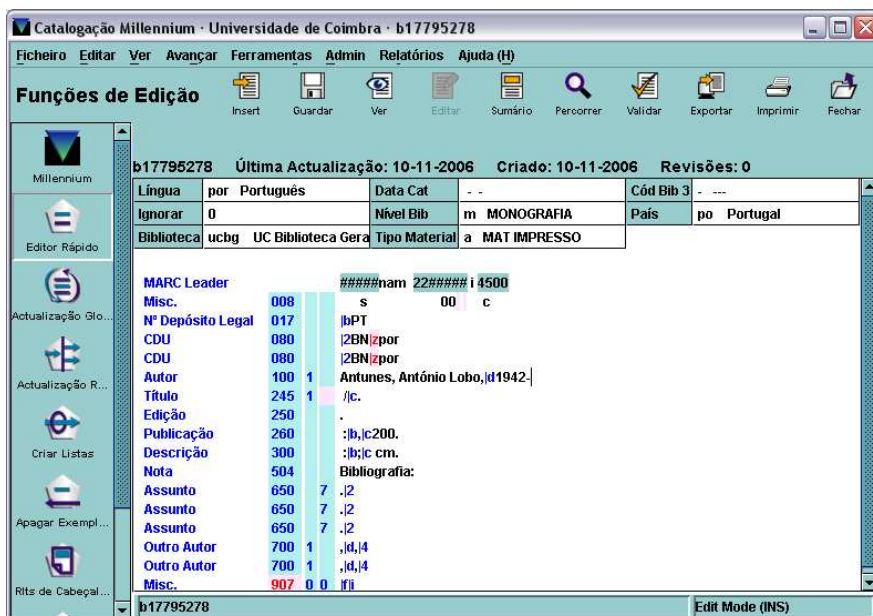 Catalogação Millennium · Universidade de Coimbra · b17795278
Ficheiro Editar Ver Avançar Ferramentas Admin Relatórios Ajuda (H)
Funções de Edição
Insert Guardar Ver Editar Sumário Percorrer Validar Exportar Imprimir Fechar
Millennium
Editor Rápido
Actualização Glo...
Actualização R...
Criar Listas
Apagar Exempl...
Rlts de Cabeçal...
b17795278 Última Actualização: 10-11-2006 Criado: 10-11-2006 Revisões: 0
Língua por Português Data Cat - - Cód Bib 3 - ---
Ignorar 0 Nível Bib m MONOGRAFIA País po Portugal
Biblioteca ucbg UC Biblioteca Gera Tipo Material a MAT IMPRESSO
MARC Leader #####nam 22##### i 4500
Misc. 008 s 00 c
Nº Depósito Legal 017 |bPT
CDU 080 |2BN|zpor
CDU 080 |2BN|zpor
Autor 100 1 Antunes, António Lobo,|d1942-
Título 245 1 /|c.
Edição 250 .
Publicação 260 :|b,|c200.
Descrição 300 :|b;|c cm.
Nota 504 Bibliografia:
Assunto 650 7 .|2
Assunto 650 7 .|2
Assunto 650 7 .|2
Outro Autor 700 1 ,|d,|4
Outro Autor 700 1 ,|d,|4
Misc. 907 0 0 |f|i
b17795278 Edit Mode (INS)